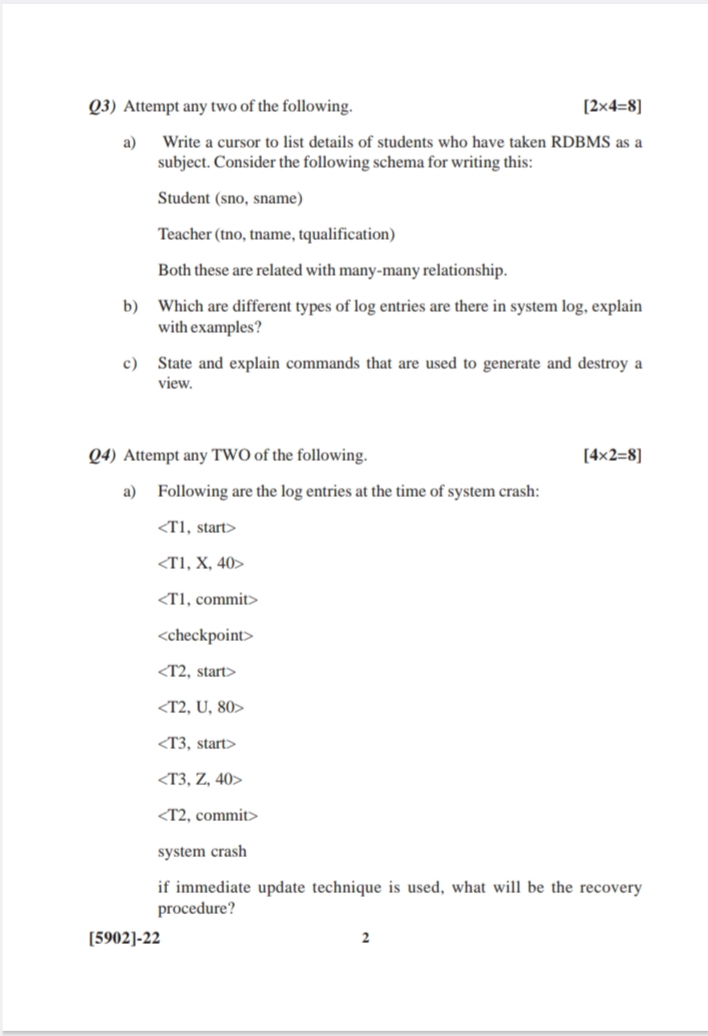 Q3) Attempt any two of the following. [2×4=8]
a) Write a cursor to list details of students who have taken RDBMS as a
subject. Consider the following schema for writing this:
Student (sno, sname)
Teacher (tno, tname, tqualification)
Both these are related with many-many relationship.
b) Which are different types of log entries are there in system log, explain
with examples?
c) State and explain commands that are used to generate and destroy a
view.
Q4) Attempt any TWO of the following. [4×2=8]
a) Following are the log entries at the time of system crash:
<T1, start>
<T1, X, 40>
<T1, commit>
<checkpoint>
<T2, start>
<T2, U, 80>
<T3, start>
<T3, Z, 40>
<T2, commit>
system crash
if immediate update technique is used, what will be the recovery
procedure?
[5902]-22 2